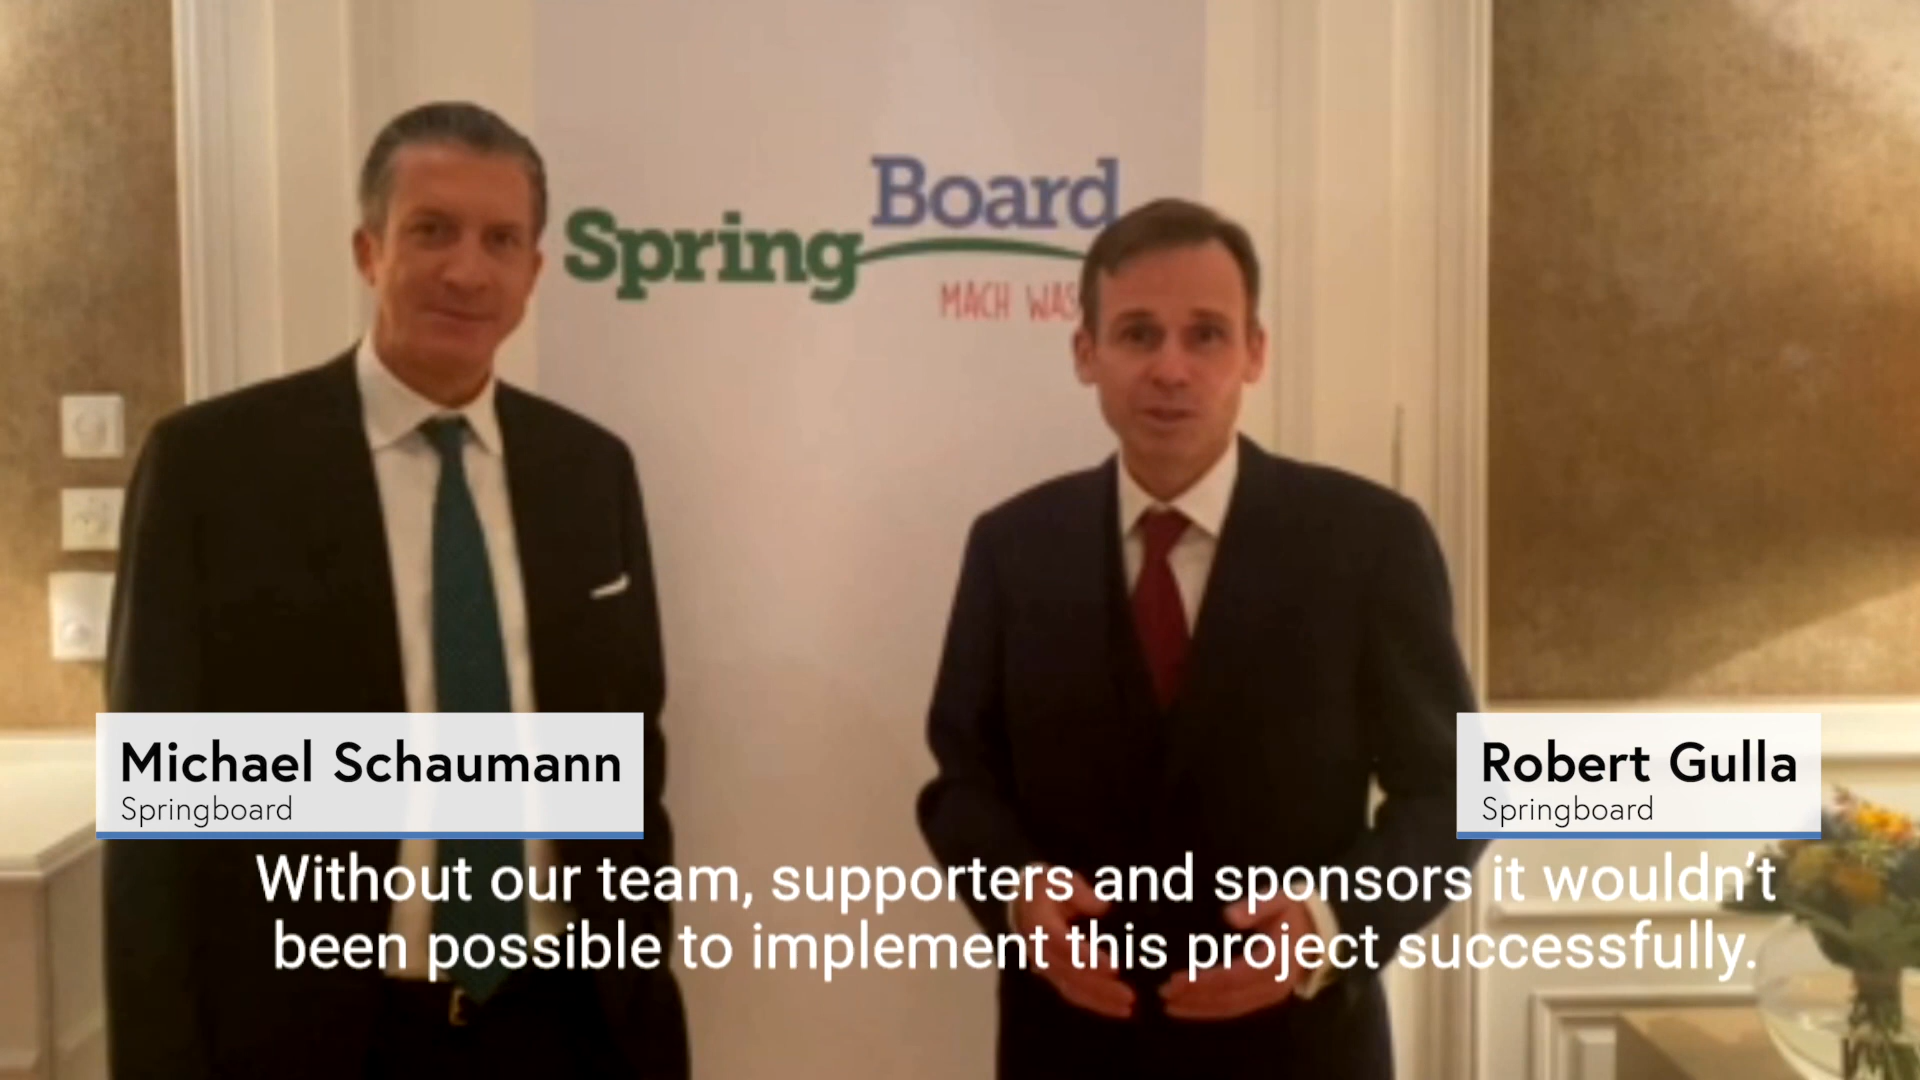 Board
Spring
MACH WAS
Michael Schaumann
Springboard
Robert Gulla
Springboard
Without our team, supporters and sponsors it wouldn't
been possible to implement this project successfully.